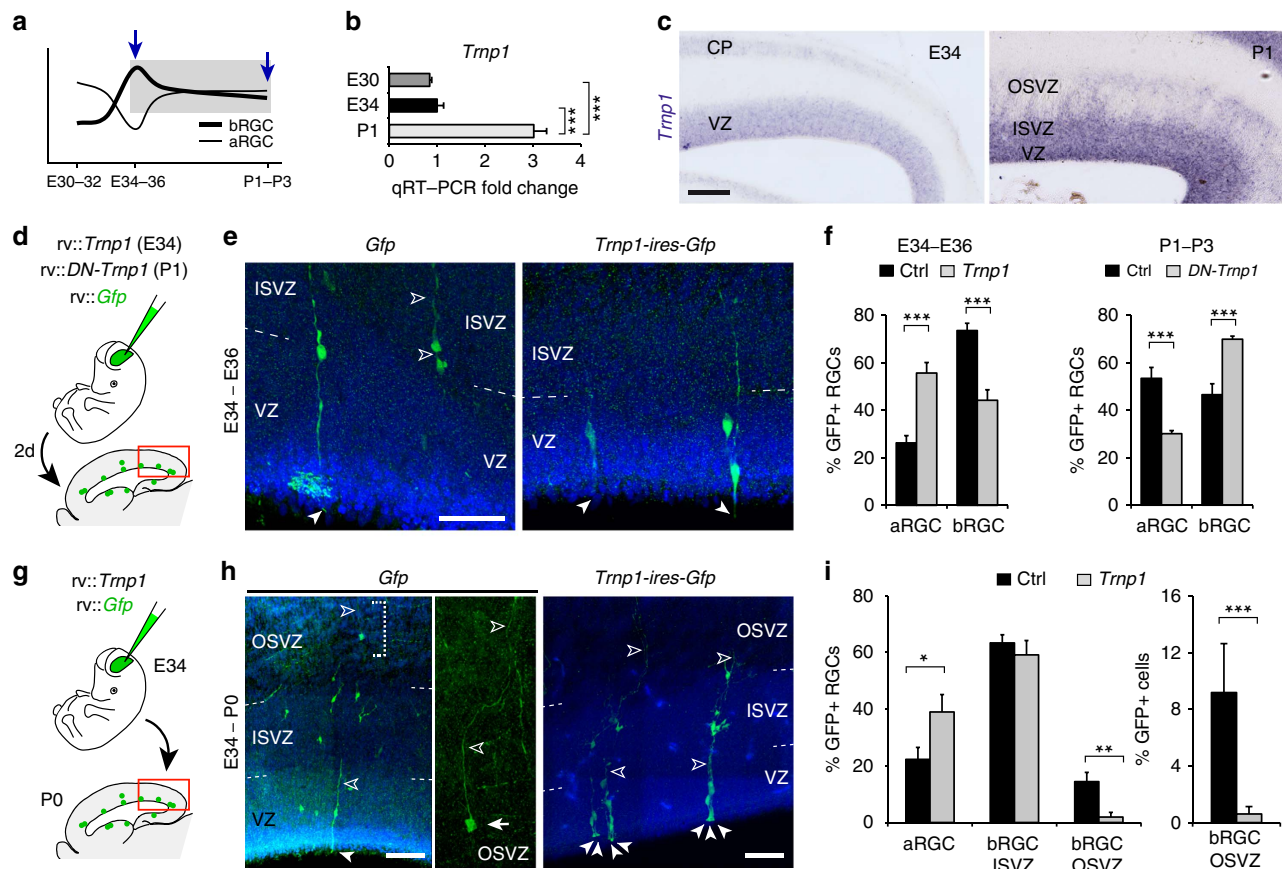 a
bRGC
aRGC
E30–32
E34–36
P1–P3
b
Trnp1
E30
E34
P1
***
***
0
1
2
3
4
qRT–PCR fold change
c
Trnp1
CP
E34
VZ
P1
OSVZ
ISVZ
VZ
d
rv::Trnp1 (E34)
rv::DN-Trnp1 (P1)
rv::Gfp
2d
e
Gfp
Trnp1-ires-Gfp
E34 – E36
ISVZ
ISVZ
VZ
VZ
ISVZ
VZ
f
E34–E36
Ctrl
Trnp1
% GFP+ RGCs
80
60
40
20
0
***
***
aRGC
bRGC
P1–P3
Ctrl
DN-Trnp1
% GFP+ RGCs
80
60
40
20
0
***
***
aRGC
bRGC
g
rv::Trnp1
rv::Gfp
E34
P0
h
Gfp
Trnp1-ires-Gfp
E34 – P0
OSVZ
ISVZ
VZ
OSVZ
OSVZ
ISVZ
VZ
i
Ctrl
Trnp1
% GFP+ RGCs
80
60
40
20
0
*
**
aRGC
bRGC
ISVZ
bRGC
OSVZ
% GFP+ cells
16
12
8
4
0
***
bRGC
OSVZ